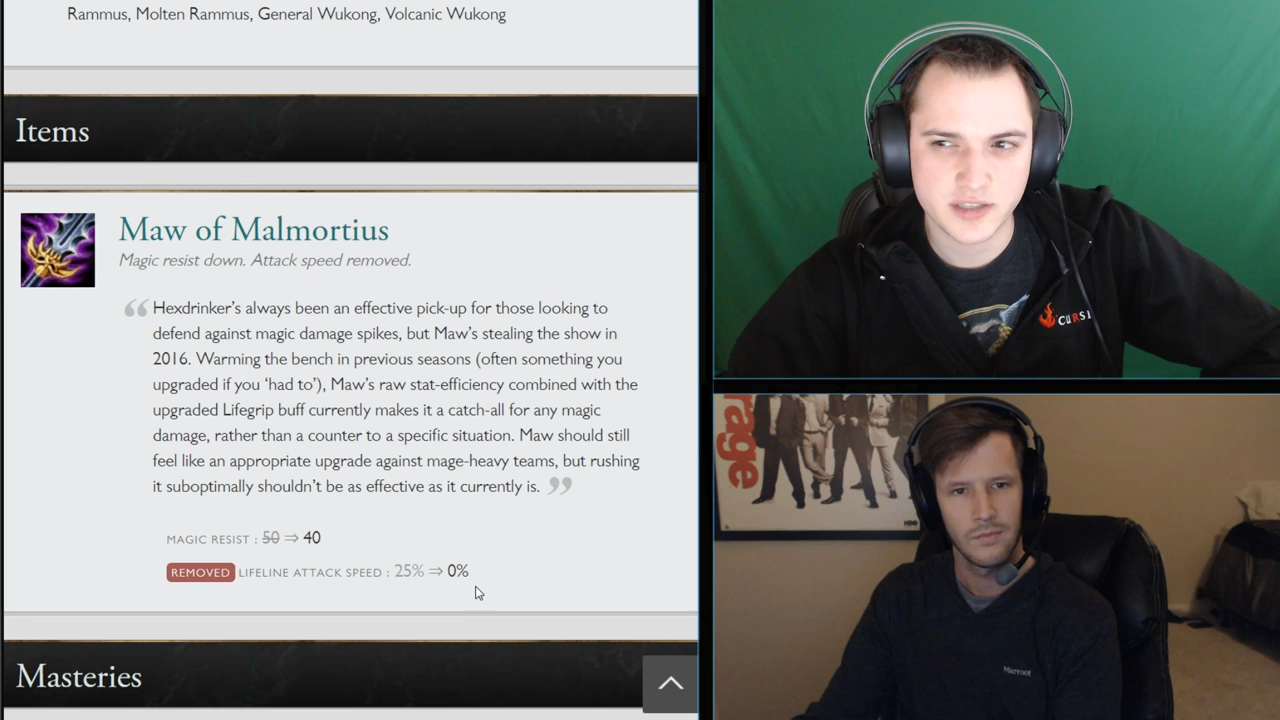 Rammus, Molten Rammus, General Wukong, Volcanic Wukong
Items
Maw of Malmortius
Magic resist down. Attack speed removed.
“ Hexdrinker’s always been an effective pick-up for those looking to
defend against magic damage spikes, but Maw’s stealing the show in
2016. Warming the bench in previous seasons (often something you
upgraded if you ‘had to’), Maw’s raw stat-efficiency combined with the
upgraded Lifegrip buff currently makes it a catch-all for any magic
damage, rather than a counter to a specific situation. Maw should still
feel like an appropriate upgrade against mage-heavy teams, but rushing
it suboptimally shouldn’t be as effective as it currently is. ”
MAGIC RESIST : 50 ⇒ 40
REMOVED LIFELINE ATTACK SPEED : 25% ⇒ 0%
Masteries
CURSE
rage
HBO
Marmot